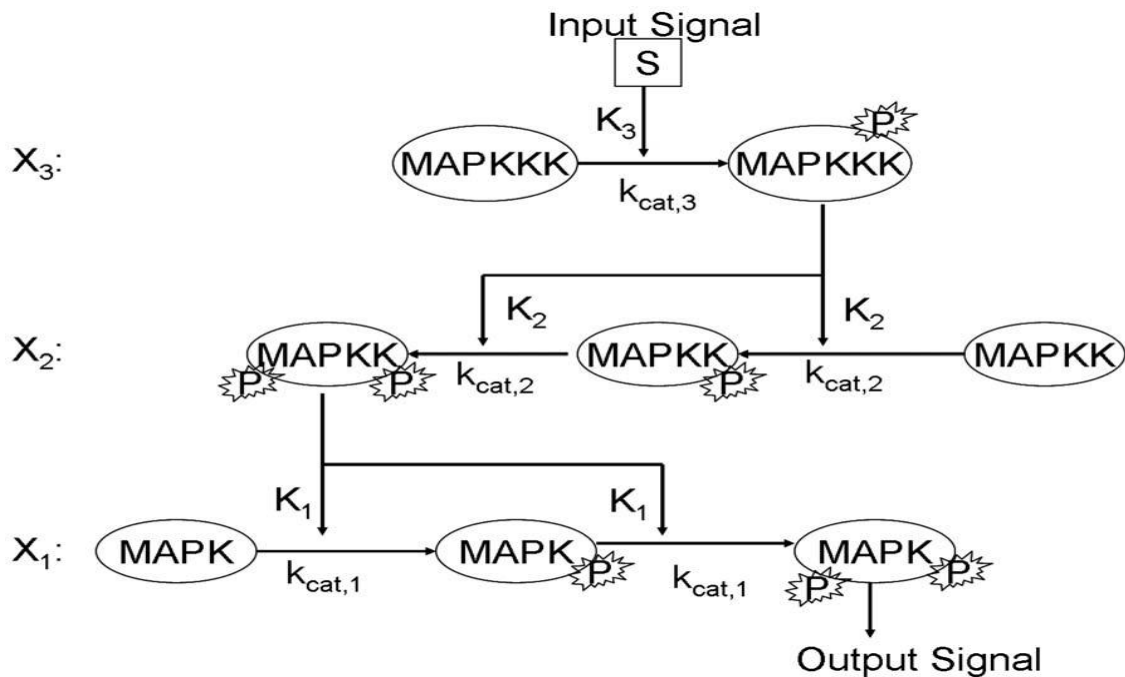 Input Signal
S
K3
P
X3: MAPKKK MAPKKK
kcat,3
K2 K2
X2: MAPKK MAPKK MAPKK
P P kcat,2 P kcat,2
K1 K1
X1: MAPK MAPK MAPK
kcat,1 P kcat,1 P P
Output Signal